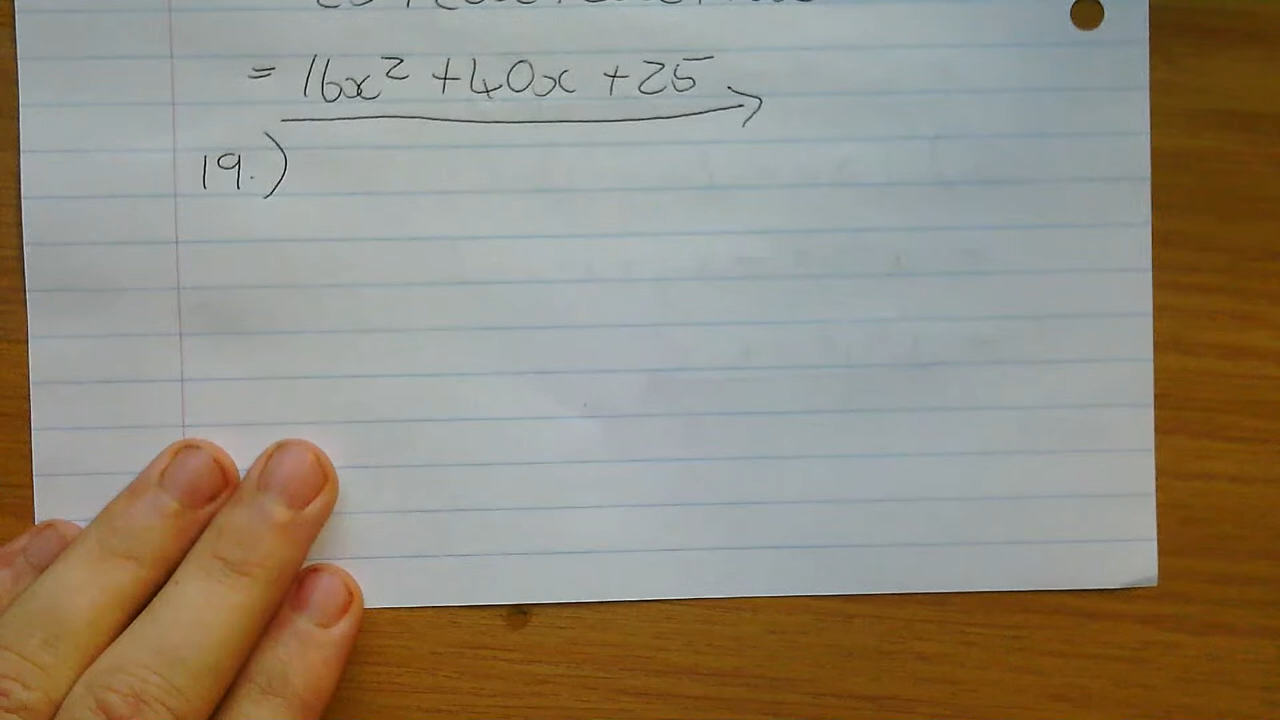 = 16x² + 40x + 25
19.)